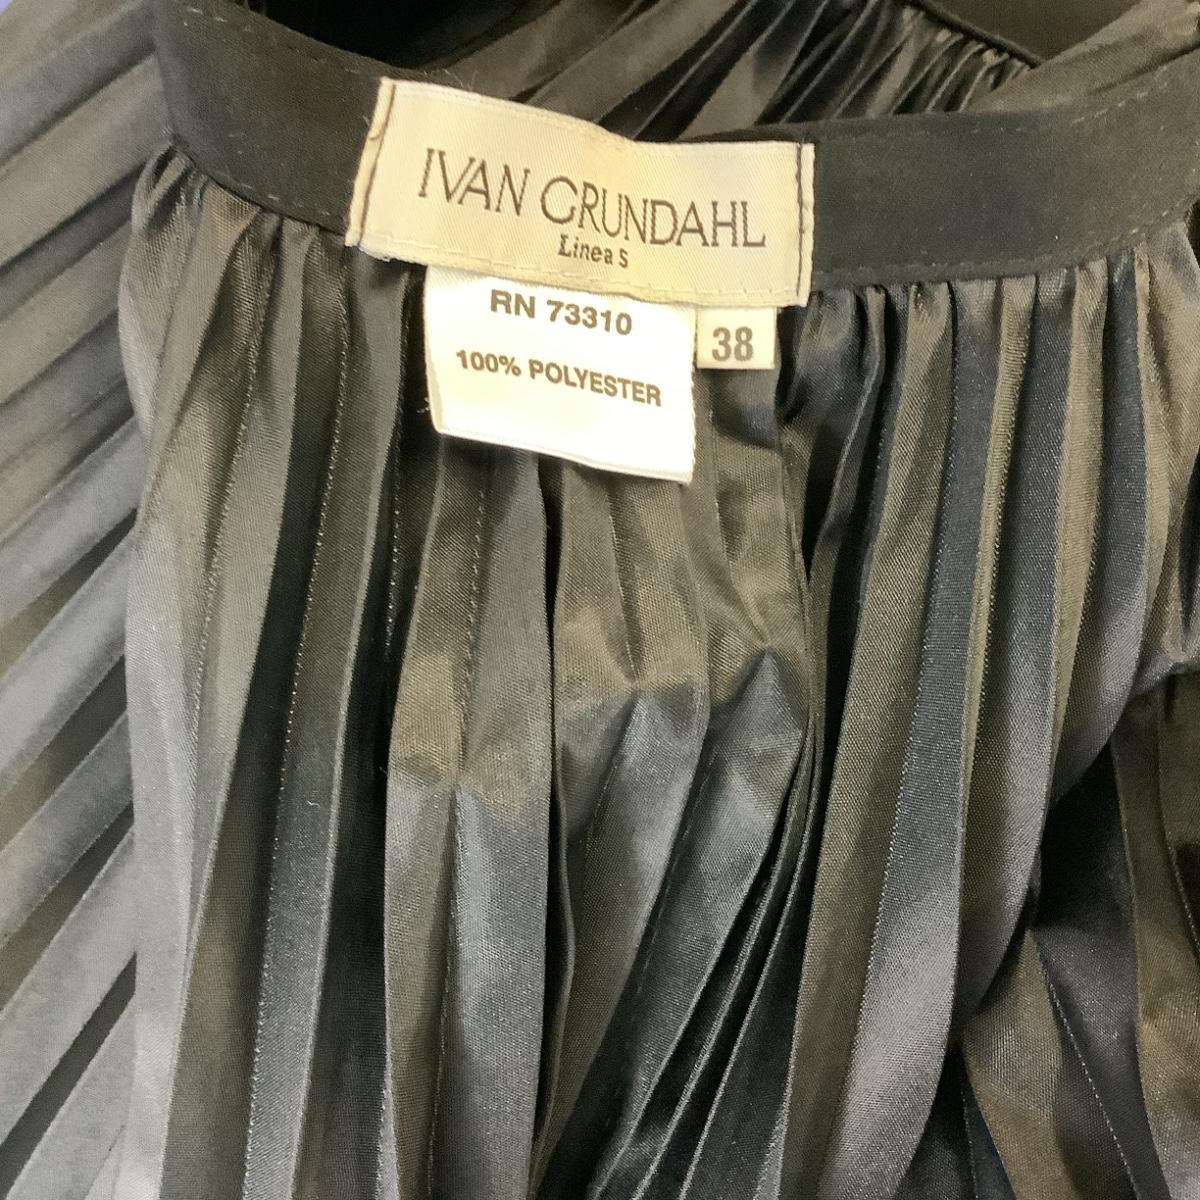 IVAN GRUNDAHL
Linea S
RN 73310
38
100% POLYESTER